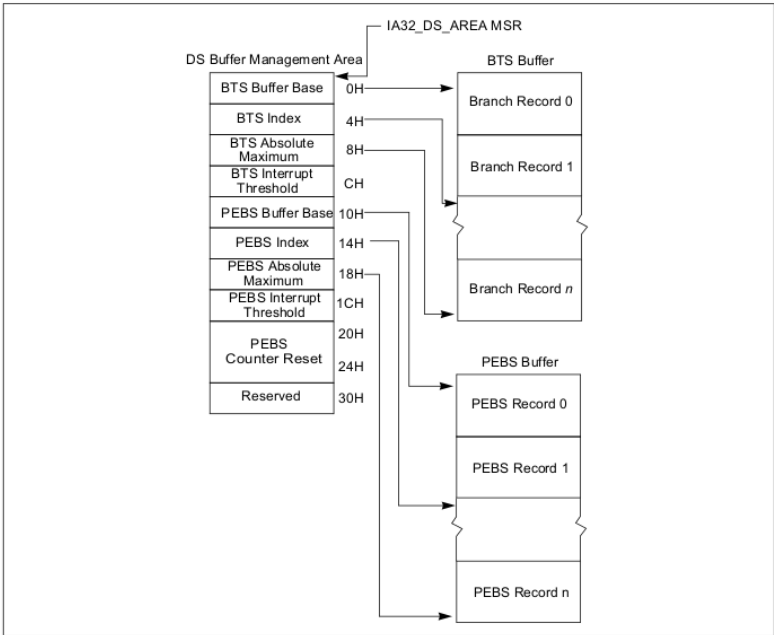 IA32_DS_AREA MSR
DS Buffer Management Area
BTS Buffer Base 0H
BTS Index 4H
BTS Absolute
Maximum 8H
BTS Interrupt
Threshold CH
PEBS Buffer Base 10H
PEBS Index 14H
PEBS Absolute
Maximum 18H
PEBS Interrupt
Threshold 1CH
20H
PEBS
Counter Reset
24H
Reserved 30H
BTS Buffer
Branch Record 0
Branch Record 1
Branch Record n
PEBS Buffer
PEBS Record 0
PEBS Record 1
PEBS Record n